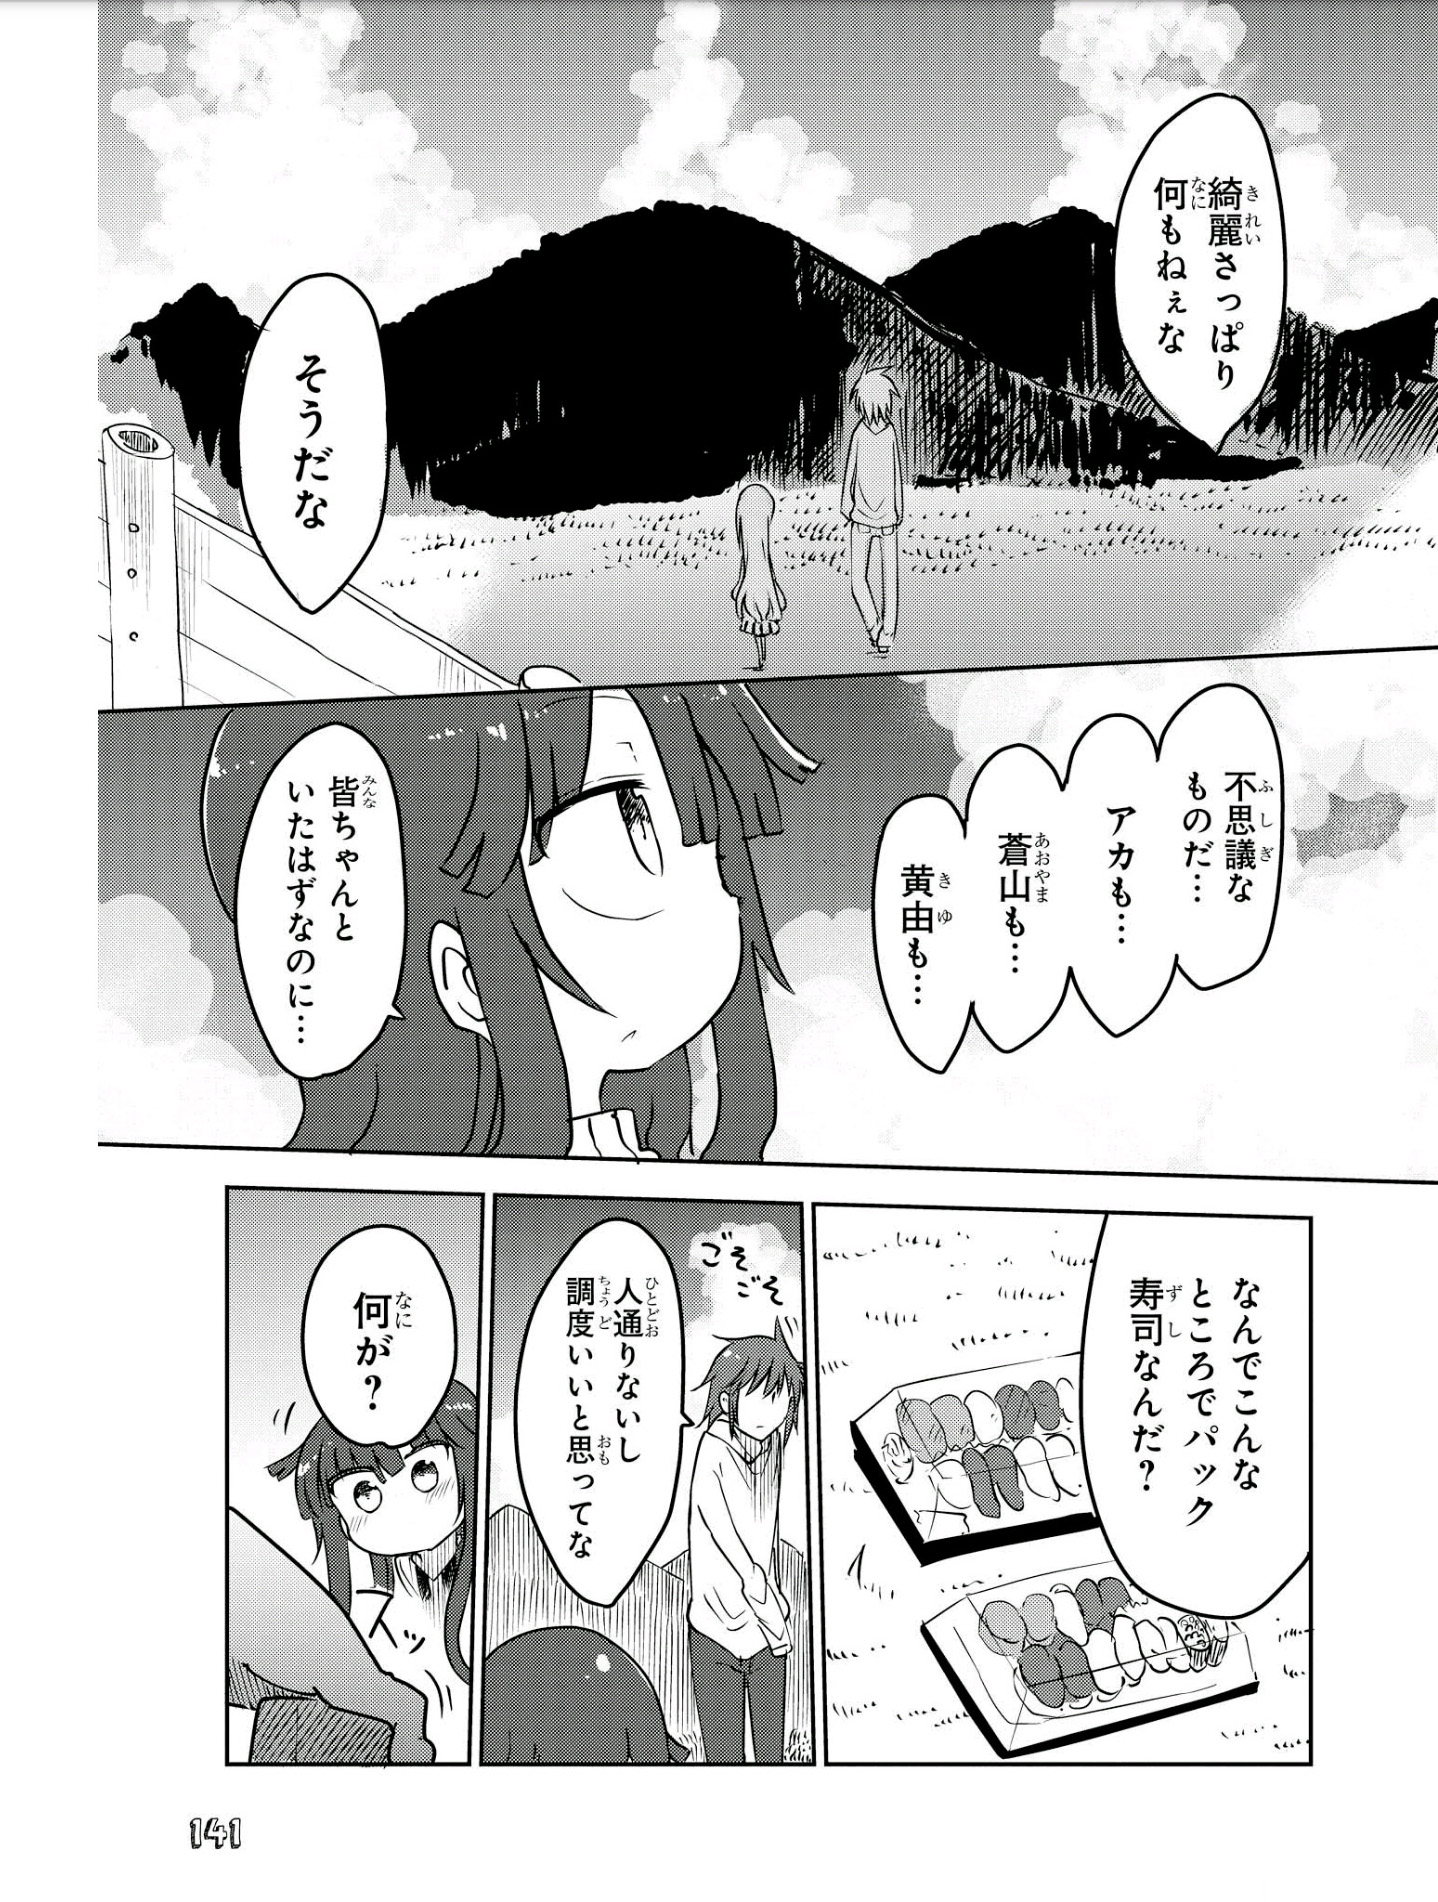 綺麗さっぱり
何もねぇな
そうだな
不思議な
ものだ…
アカも…
蒼山も…
黄由も…
皆ちゃんと
いたはずなのに…
なんでこんな
ところでパック
寿司なんだ？
ごそ
ごそ
人通りないし
調度いいと思ってな
何が？
バッ
141